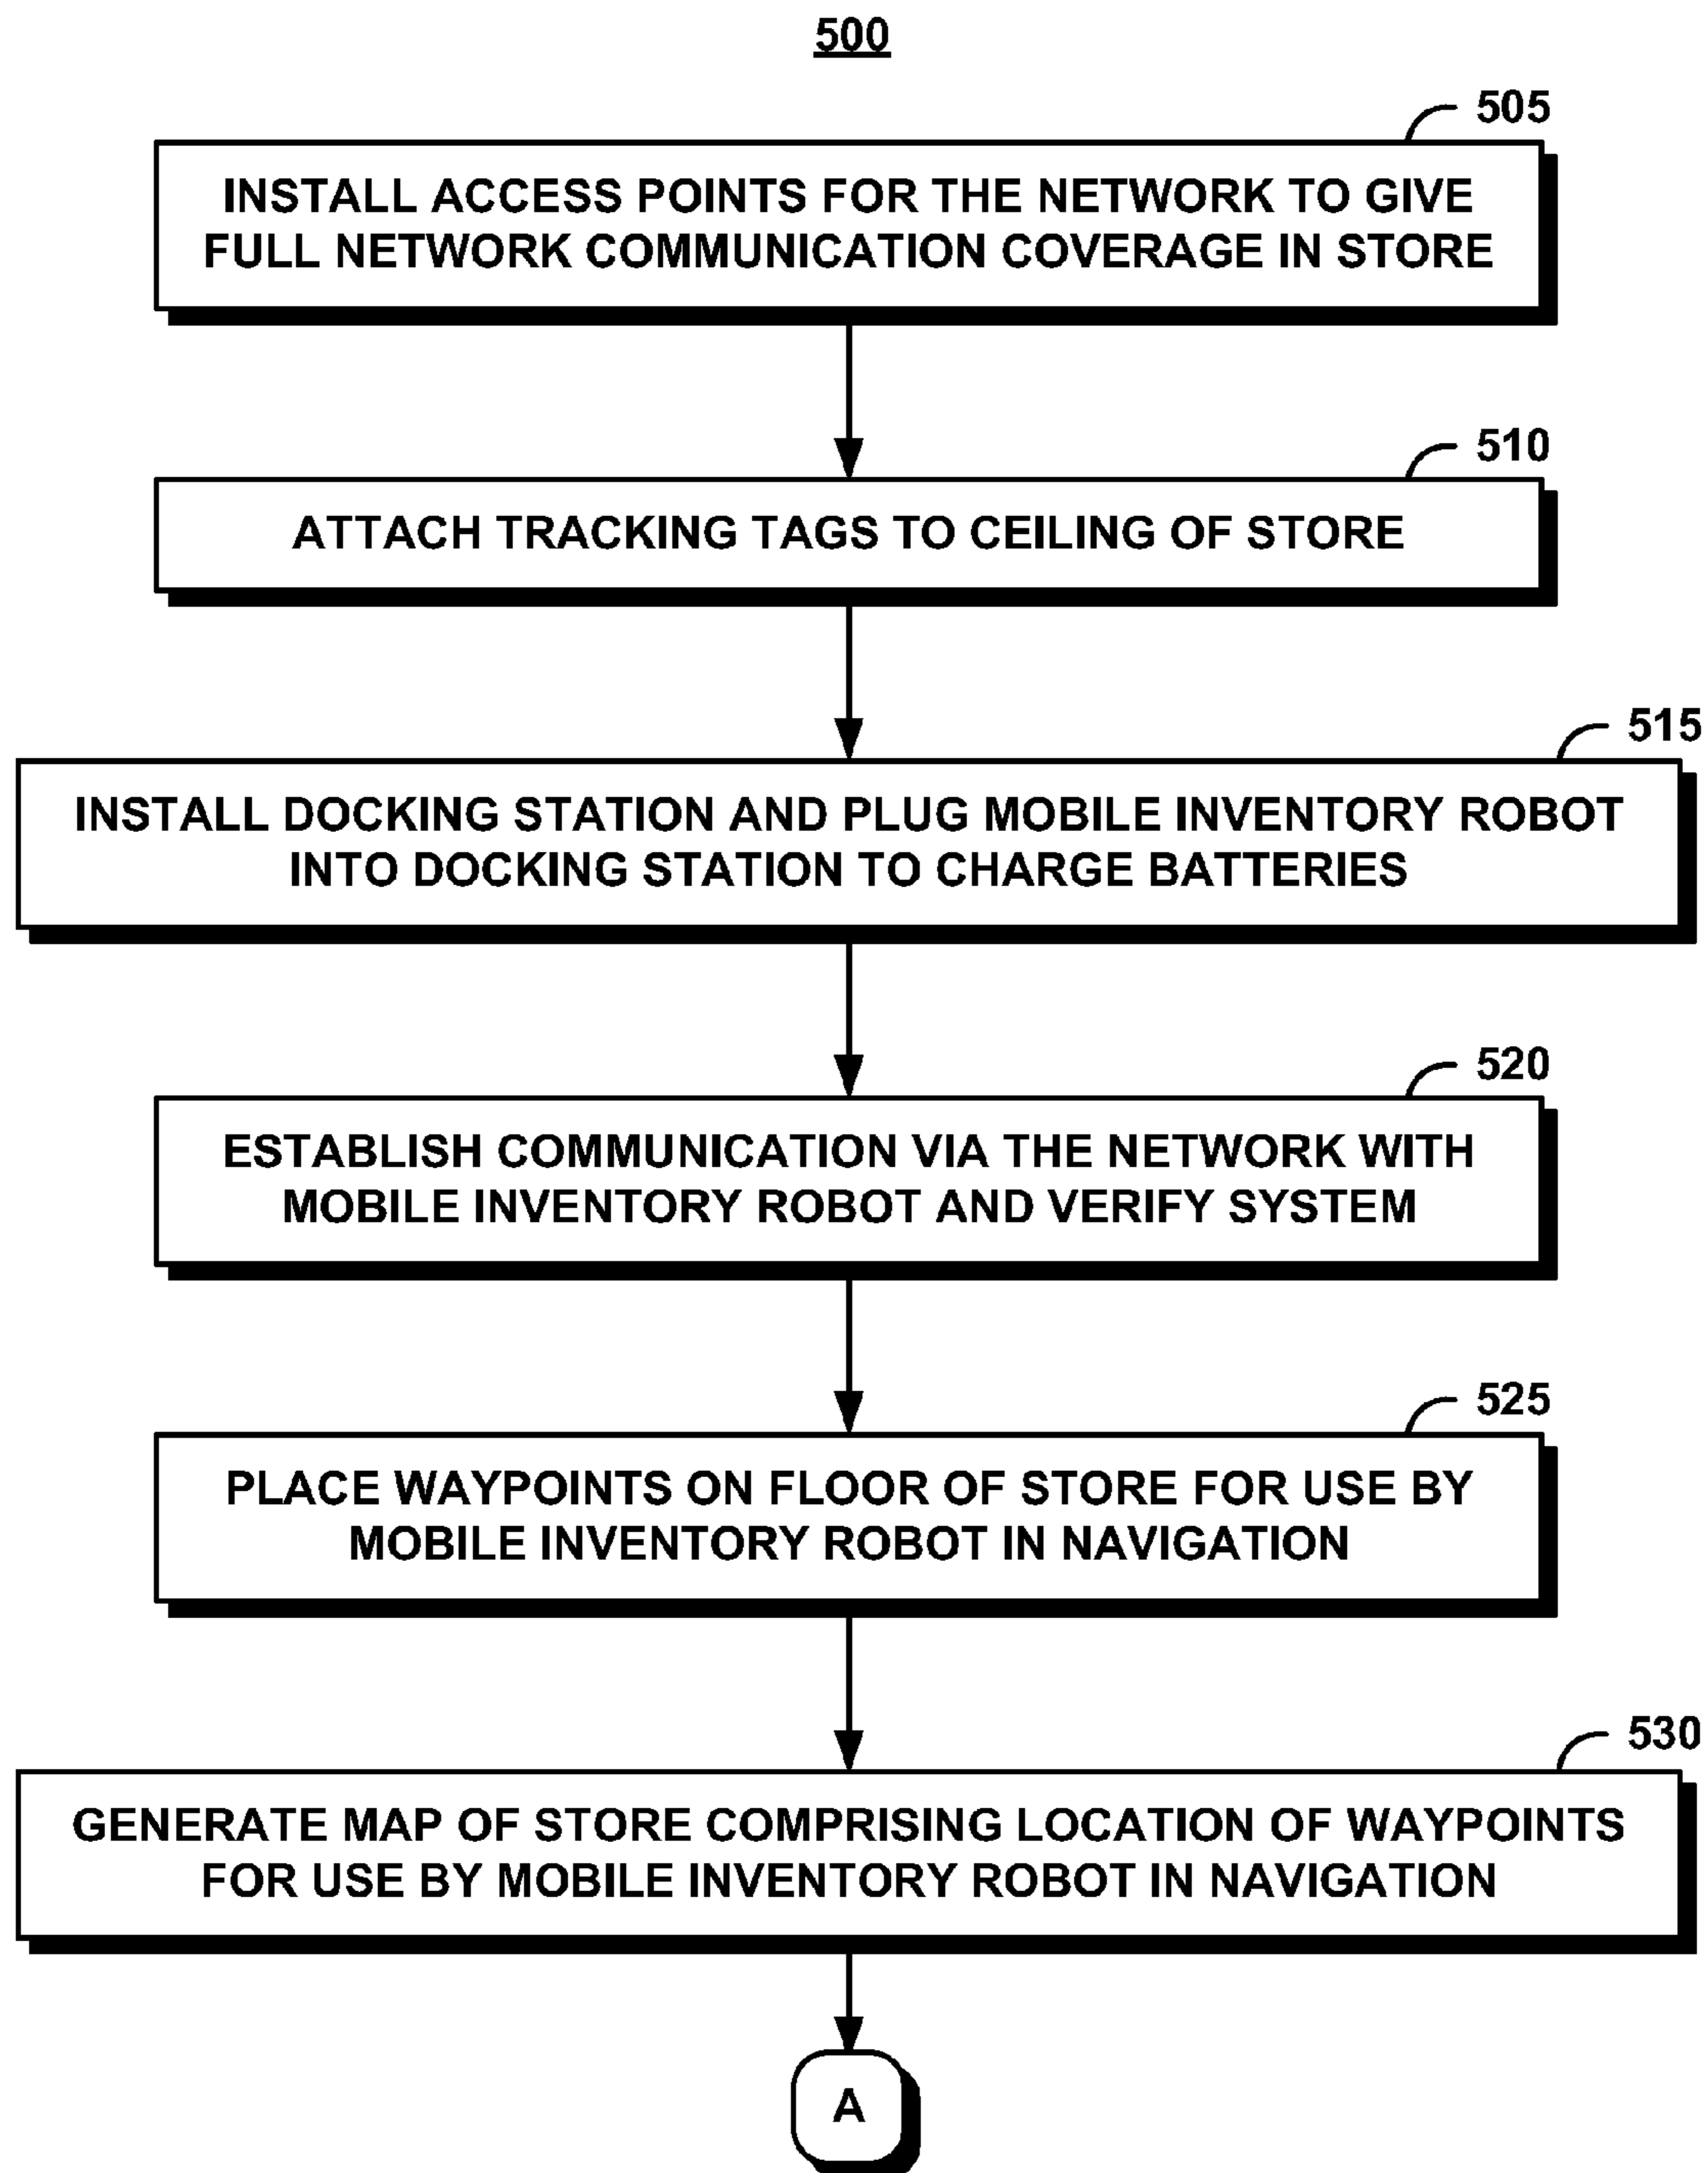 500
505
INSTALL ACCESS POINTS FOR THE NETWORK TO GIVE
FULL NETWORK COMMUNICATION COVERAGE IN STORE
510
ATTACH TRACKING TAGS TO CEILING OF STORE
515
INSTALL DOCKING STATION AND PLUG MOBILE INVENTORY ROBOT
INTO DOCKING STATION TO CHARGE BATTERIES
520
ESTABLISH COMMUNICATION VIA THE NETWORK WITH
MOBILE INVENTORY ROBOT AND VERIFY SYSTEM
525
PLACE WAYPOINTS ON FLOOR OF STORE FOR USE BY
MOBILE INVENTORY ROBOT IN NAVIGATION
530
GENERATE MAP OF STORE COMPRISING LOCATION OF WAYPOINTS
FOR USE BY MOBILE INVENTORY ROBOT IN NAVIGATION
A